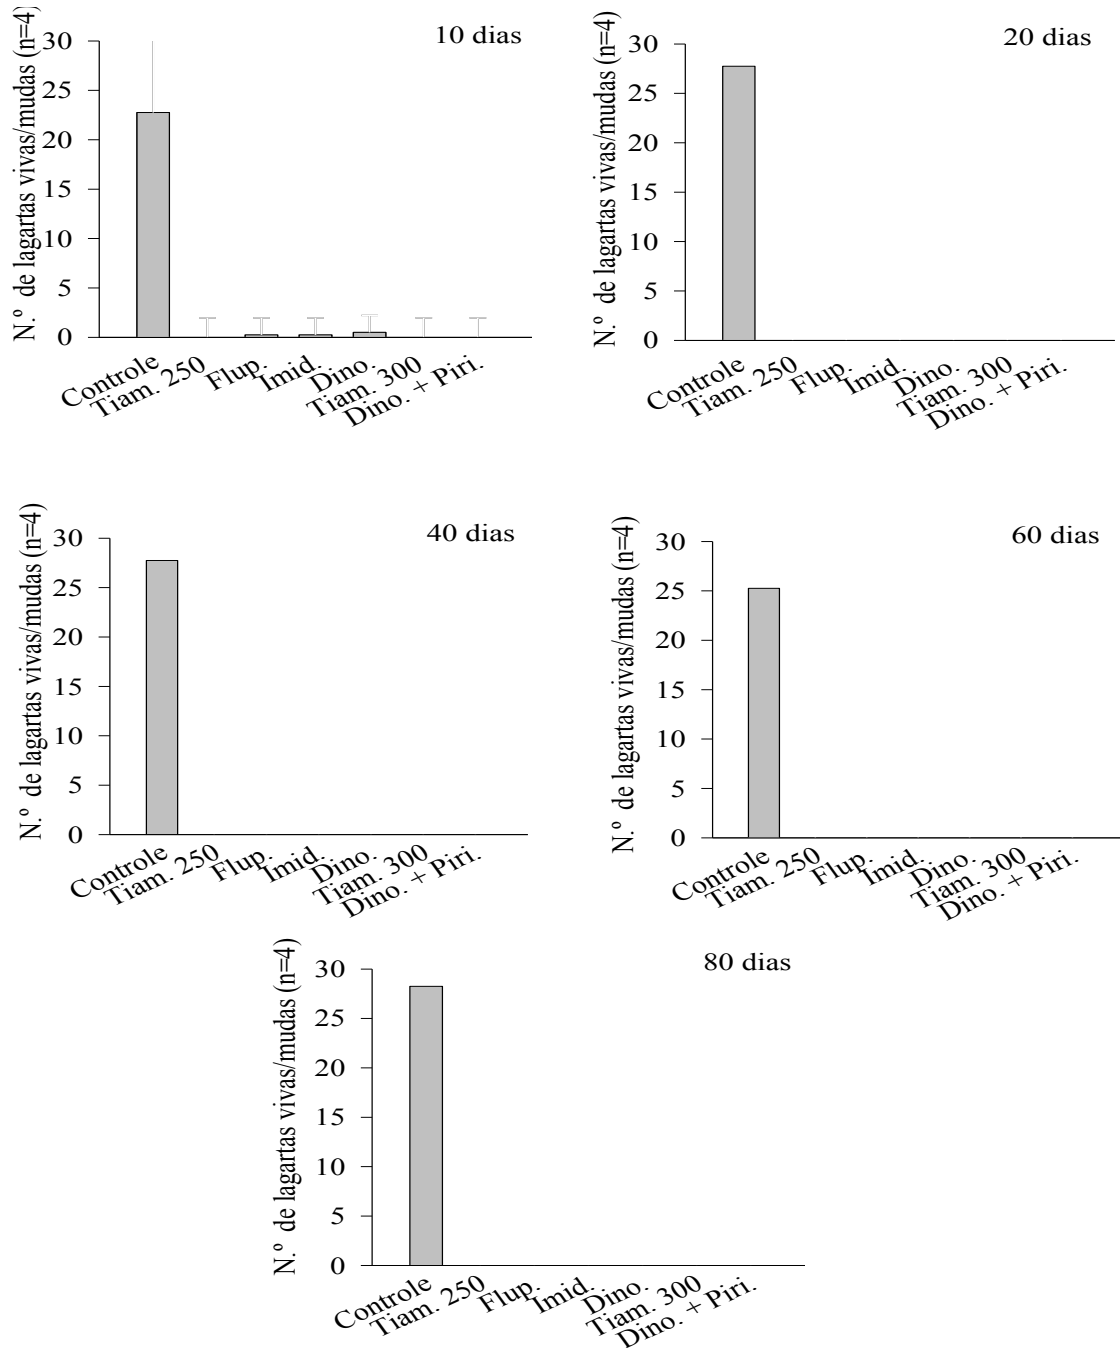 10 dias
N.º de lagartas vivas/mudas (n=4)
30
25
20
15
10
5
0
Controle
Tiam. 250
Flup.
Imid.
Dino.
Tiam. 300
Dino. + Piri.
20 dias
N.º de lagartas vivas/mudas (n=4)
30
25
20
15
10
5
0
Controle
Tiam. 250
Flup.
Imid.
Dino.
Tiam. 300
Dino. + Piri.
40 dias
N.º de lagartas vivas/mudas (n=4)
30
25
20
15
10
5
0
Controle
Tiam. 250
Flup.
Imid.
Dino.
Tiam. 300
Dino. + Piri.
60 dias
N.º de lagartas vivas/mudas (n=4)
30
25
20
15
10
5
0
Controle
Tiam. 250
Flup.
Imid.
Dino.
Tiam. 300
Dino. + Piri.
80 dias
N.º de lagartas vivas/mudas (n=4)
30
25
20
15
10
5
0
Controle
Tiam. 250
Flup.
Imid.
Dino.
Tiam. 300
Dino. + Piri.